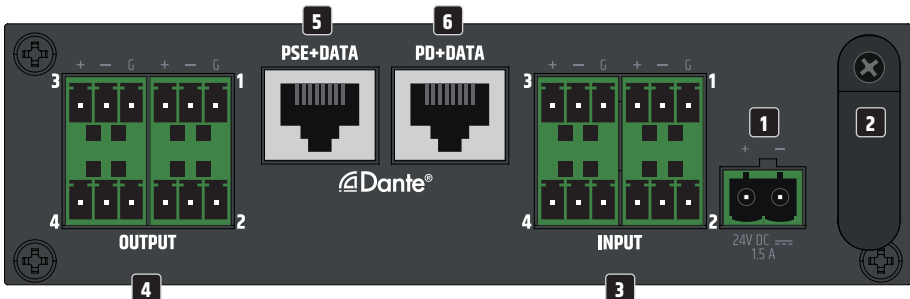 5 6
PSE+DATA PD+DATA
+ – G + – G + – G + – G
3 1 3 1
1
2
+ –
Dante®
4 2 4 2
OUTPUT INPUT
24V DC
1.5 A
4 3